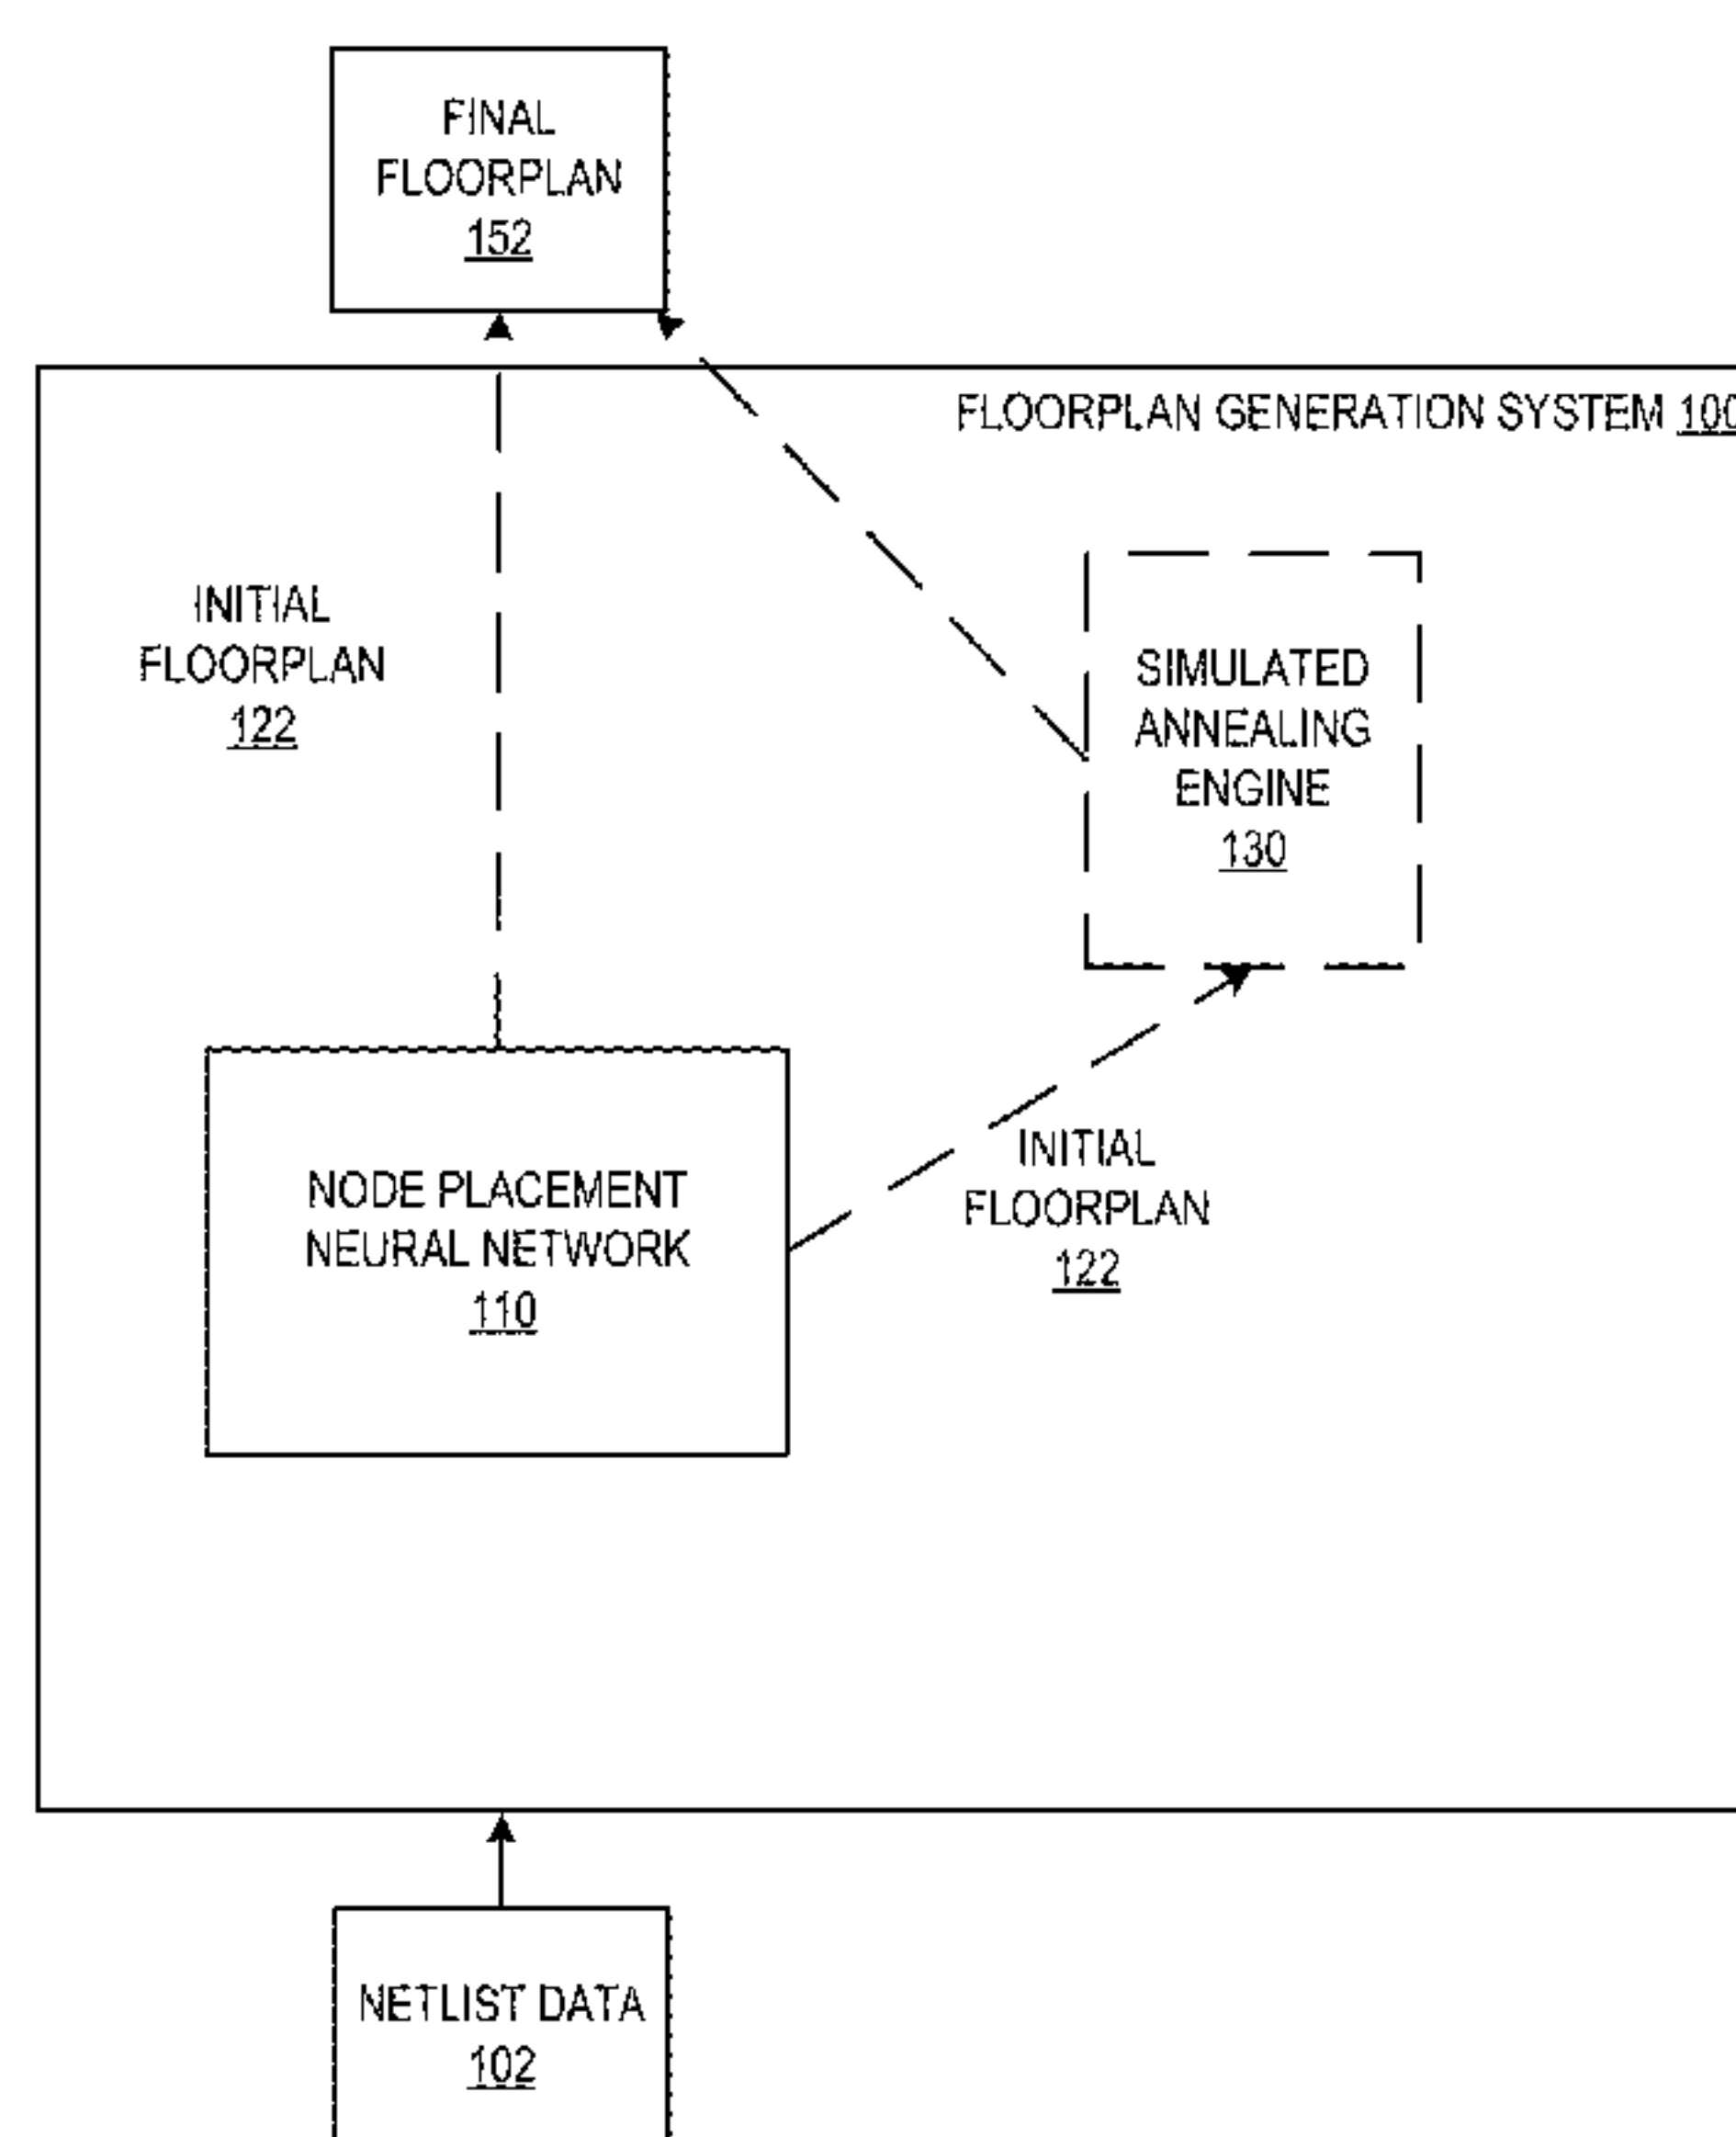 FINAL
FLOORPLAN
152
FLOORPLAN GENERATION SYSTEM 100
INITIAL
FLOORPLAN
122
SIMULATED
ANNEALING
ENGINE
130
NODE PLACEMENT
NEURAL NETWORK
110
INITIAL
FLOORPLAN
122
NETLIST DATA
102